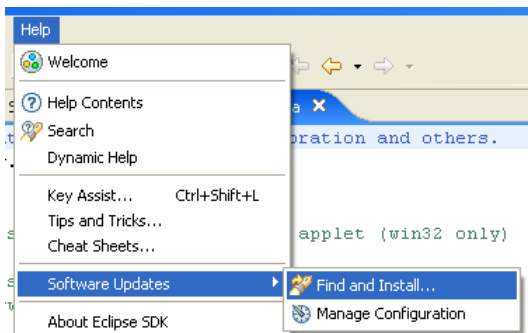 Help
Welcome
Help Contents
a
Search
oration and others.
Dynamic Help
Key Assist... Ctrl+Shift+L
Tips and Tricks...
applet (win32 only)
Cheat Sheets...
Software Updates
Find and Install...
Manage Configuration
About Eclipse SDK